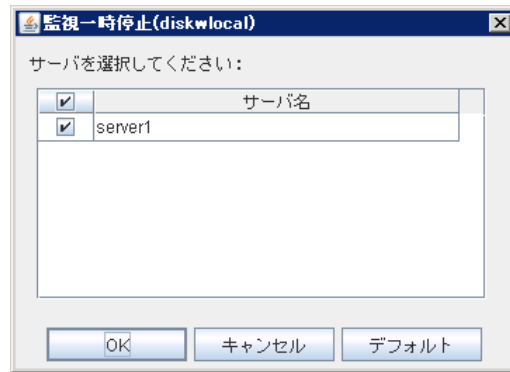 監視一時停止(diskwlocal)
サーバを選択してください:
サーバ名
server1
OK
キャンセル
デフォルト